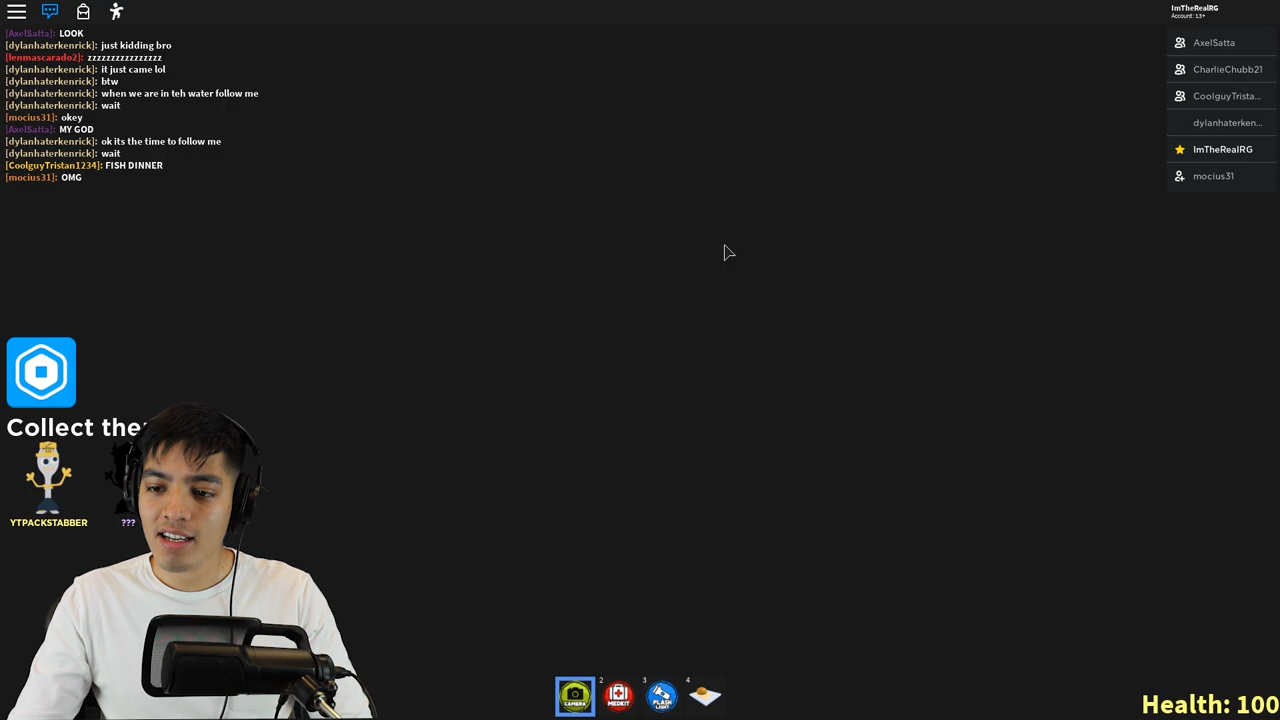 ImTheRealRG
Account: 13+
[AxelSatta]: LOOK
[dylanhaterkenrick]: just kidding bro
[lenmascarado2]: zzzzzzzzzzzzzzzz
[dylanhaterkenrick]: it just came lol
[dylanhaterkenrick]: btw
[dylanhaterkenrick]: when we are in teh water follow me
[dylanhaterkenrick]: wait
[mocius31]: okey
[AxelSatta]: MY GOD
[dylanhaterkenrick]: ok its the time to follow me
[dylanhaterkenrick]: wait
[CoolguyTristan1234]: FISH DINNER
[mocius31]: OMG
AxelSatta
CharlieChubb21
CoolguyTrista...
dylanhaterken...
ImTheRealRG
mocius31
Collect
YTPACKSTABBER
???
CAMERA
2
MEDKIT
3
FLASH
LIGHT
4
Health: 100